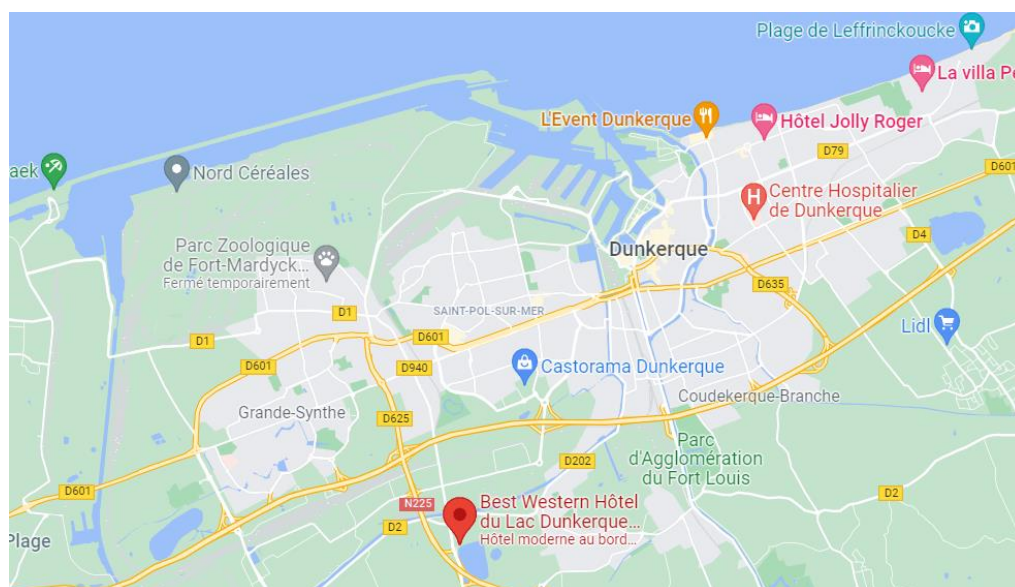 Plage de Leffrinckoucke
La villa Pe
L'Event Dunkerque
Hôtel Jolly Roger
D79
aek
Nord Céréales
D601
Centre Hospitalier
de Dunkerque
D4
Parc Zoologique
de Fort-Mardyck...
Fermé temporairement
Dunkerque
D635
SAINT-POL-SUR-MER
D1
D601
D1
Lidl
D601
D940
Castorama Dunkerque
Coudekerque-Branche
Grande-Synthe
D625
Parc
d'Agglomération
du Fort Louis
D202
D601
N225
D2
Best Western Hôtel
du Lac Dunkerque...
Hôtel moderne au bord...
D2
Plage